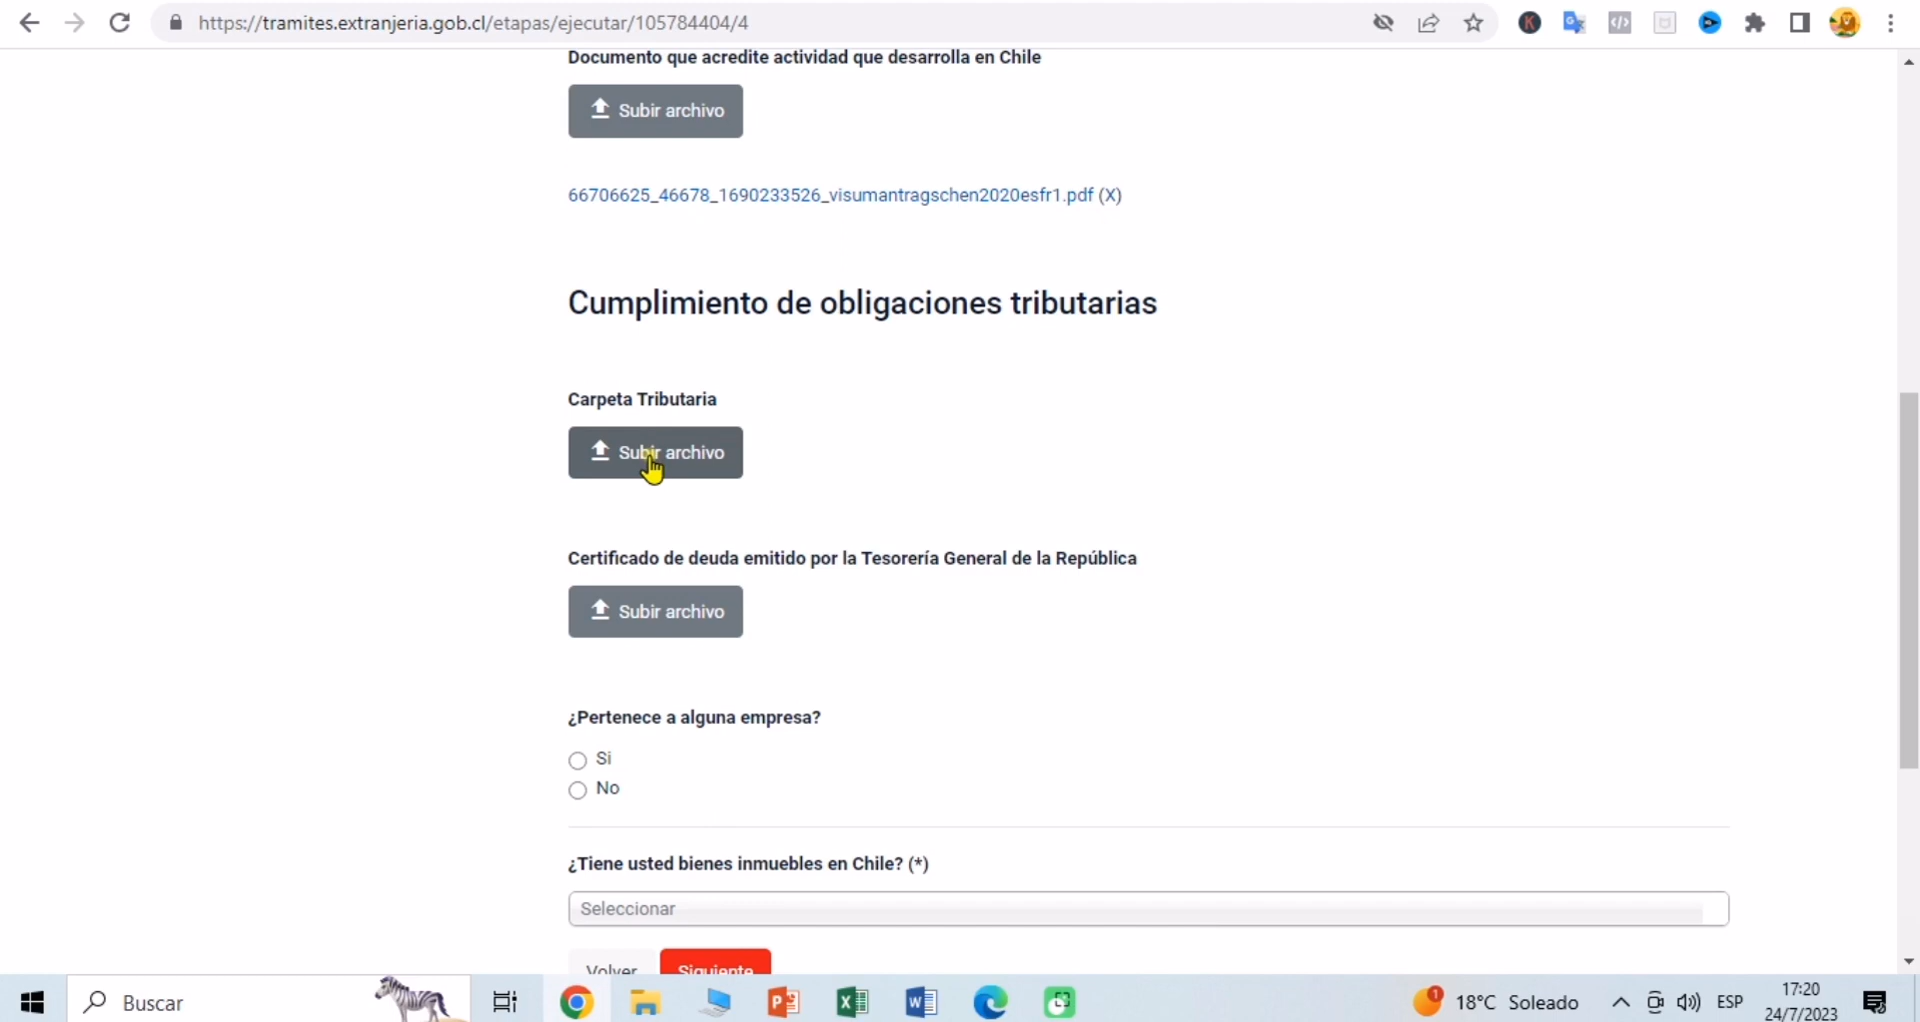 https://tramites.extranjeria.gob.cl/etapas/ejecutar/105784404/4
Documento que acredite actividad que desarrolla en Chile
Subir archivo
66706625_46678_1690233526_visumantragschen2020esfr1.pdf (X)
Cumplimiento de obligaciones tributarias
Carpeta Tributaria
Subir archivo
Certificado de deuda emitido por la Tesorería General de la República
Subir archivo
¿Pertenece a alguna empresa?
Si
No
¿Tiene usted bienes inmuebles en Chile? (*)
Seleccionar
Volver Siguiente
Buscar
1 18°C Soleado
ESP
17:20
24/7/2023